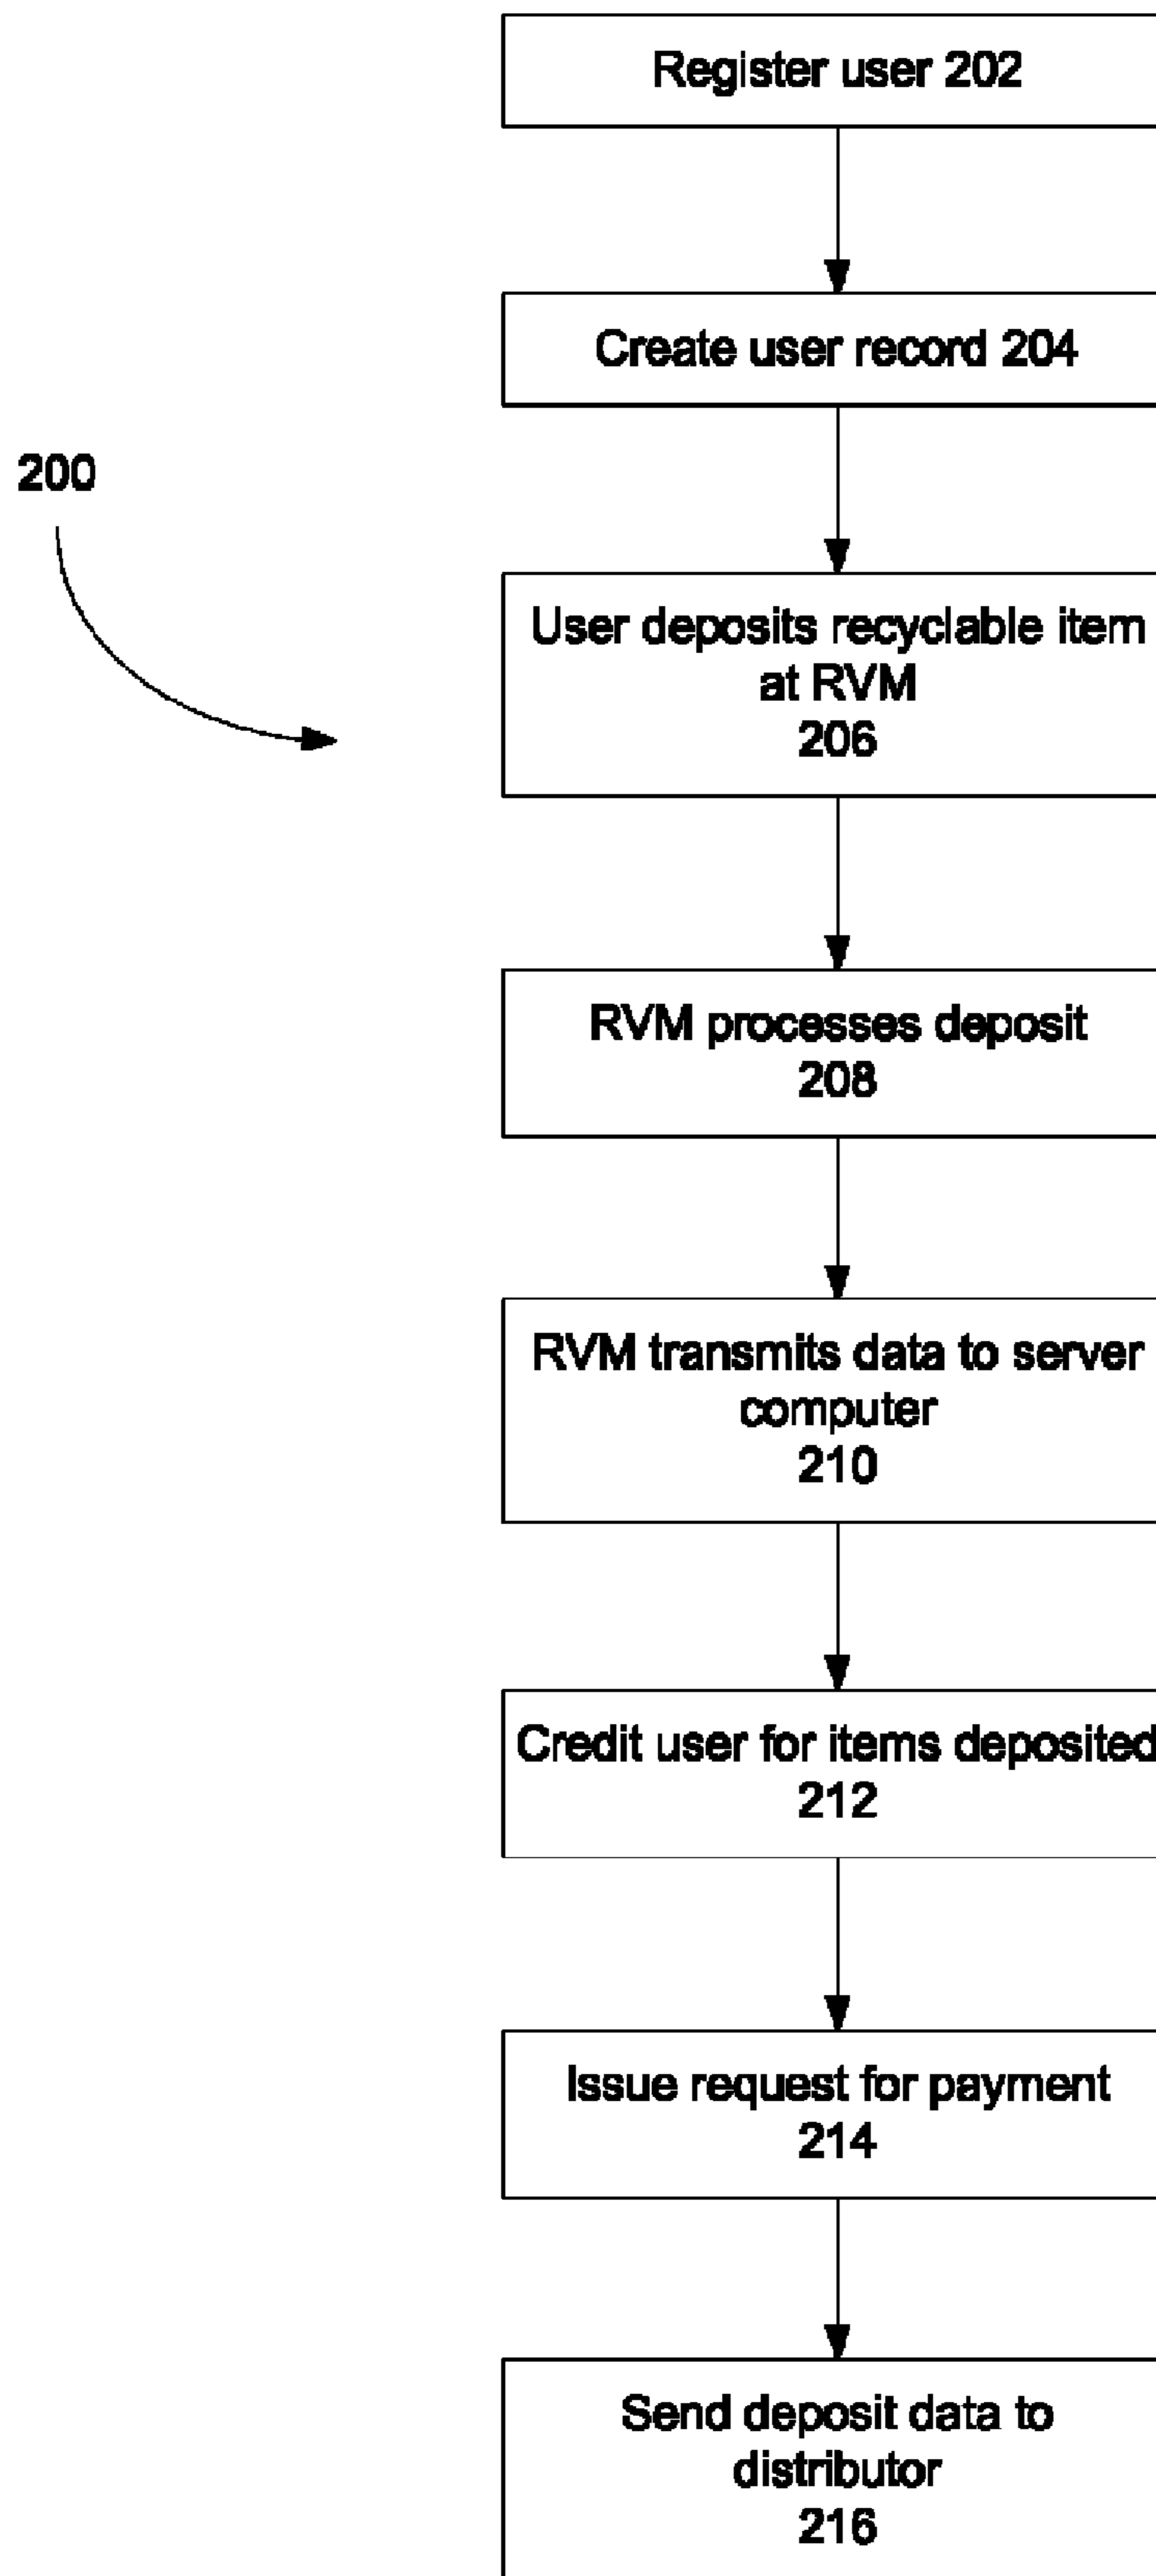 Register user 202
Create user record 204
200
User deposits recyclable item
at RVM
206
RVM processes deposit
208
RVM transmits data to server
computer
210
Credit user for items deposited
212
Issue request for payment
214
Send deposit data to
distributor
216